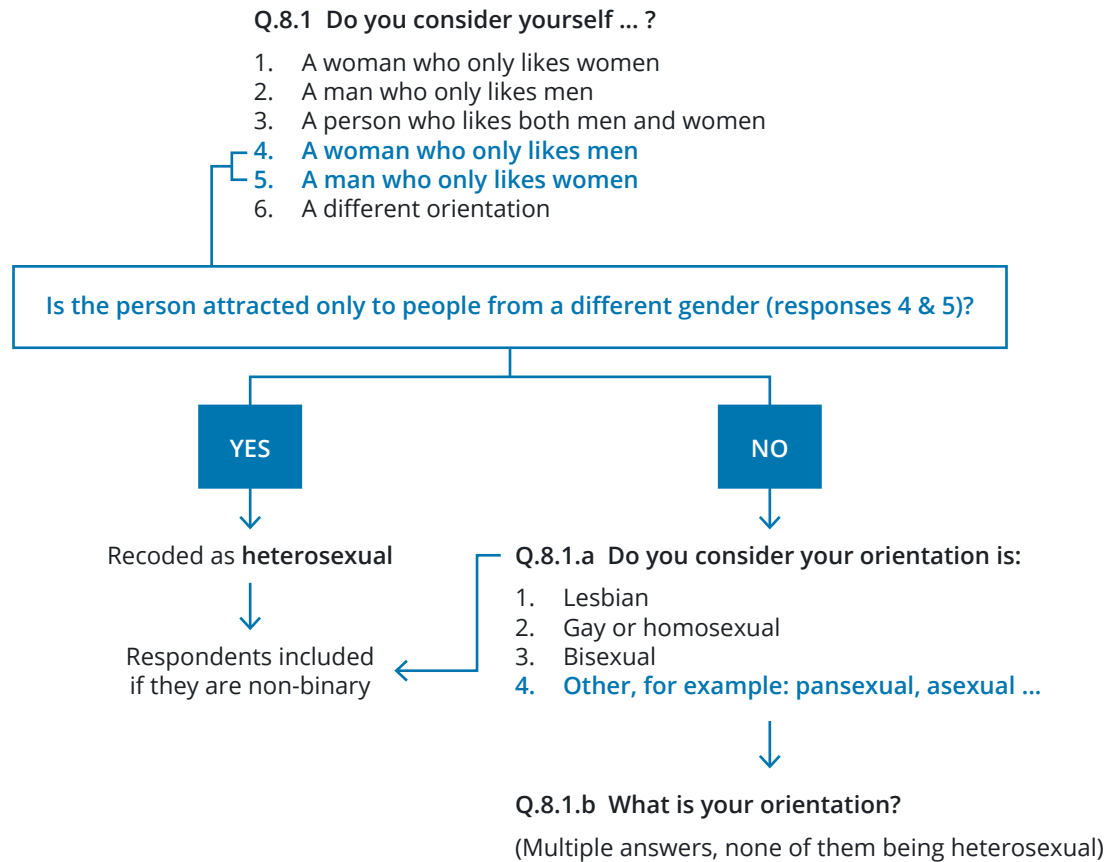 Q.8.1 Do you consider yourself ... ?
1. A woman who only likes women
2. A man who only likes men
3. A person who likes both men and women
4. A woman who only likes men
5. A man who only likes women
6. A different orientation
Is the person attracted only to people from a different gender (responses 4 & 5)?
YES
NO
Recoded as heterosexual
Respondents included
if they are non-binary
Q.8.1.a Do you consider your orientation is:
1. Lesbian
2. Gay or homosexual
3. Bisexual
4. Other, for example: pansexual, asexual ...
Q.8.1.b What is your orientation?
(Multiple answers, none of them being heterosexual)